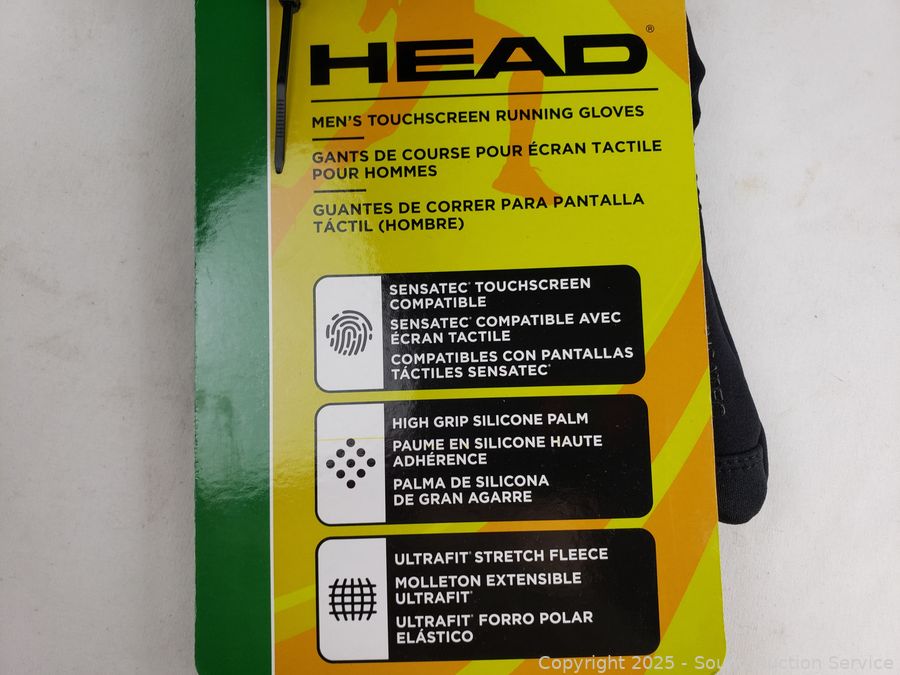 HEAD®
MEN'S TOUCHSCREEN RUNNING GLOVES
GANTS DE COURSE POUR ÉCRAN TACTILE
POUR HOMMES
GUANTES DE CORRER PARA PANTALLA
TÁCTIL (HOMBRE)
SENSATEC® TOUCHSCREEN
COMPATIBLE
SENSATEC® COMPATIBLE AVEC
ÉCRAN TACTILE
COMPATIBLES CON PANTALLAS
TÁCTILES SENSATEC®
HIGH GRIP SILICONE PALM
PAUME EN SILICONE HAUTE
ADHÉRENCE
PALMA DE SILICONA
DE GRAN AGARRE
ULTRAFIT® STRETCH FLEECE
MOLLETON EXTENSIBLE
ULTRAFIT®
ULTRAFIT® FORRO POLAR
ELÁSTICO
Copyright 2025 - South Auction Service